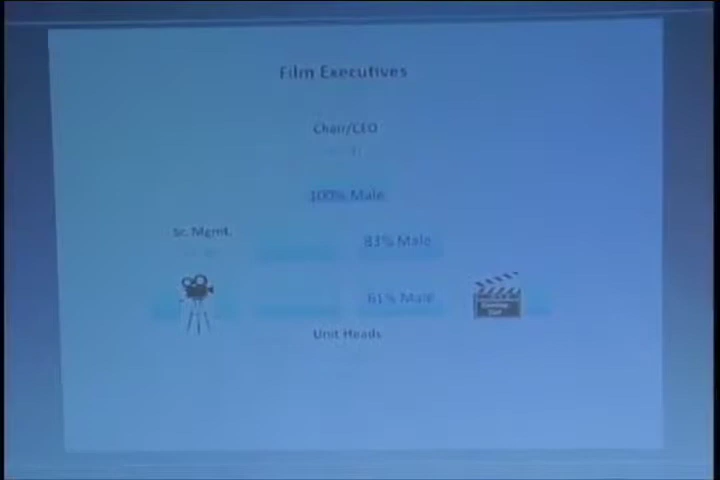 Film Executives
Chair/CEO
100% Male
Sr. Mgmt.
83% Male
61% Male
Unit Heads